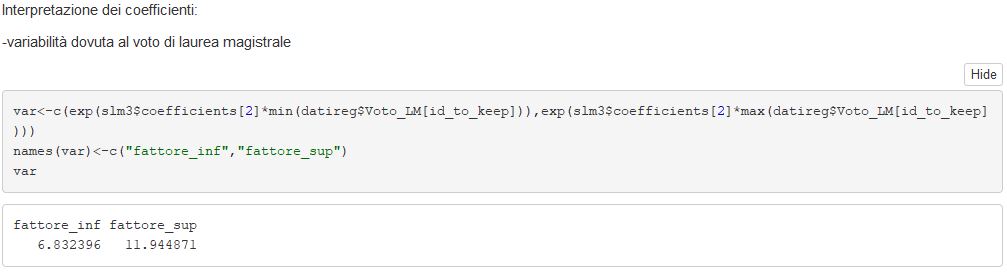 Interpretazione dei coefficienti:
-variabilità dovuta al voto di laurea magistrale
Hide
var<-c(exp(slm3$coefficients[2]*min(datireg$Voto_LM[id_to_keep])),exp(slm3$coefficients[2]*max(datireg$Voto_LM[id_to_keep]
)))
names(var)<-c("fattore_inf","fattore_sup")
var
fattore_inf fattore_sup
6.832396 11.944871